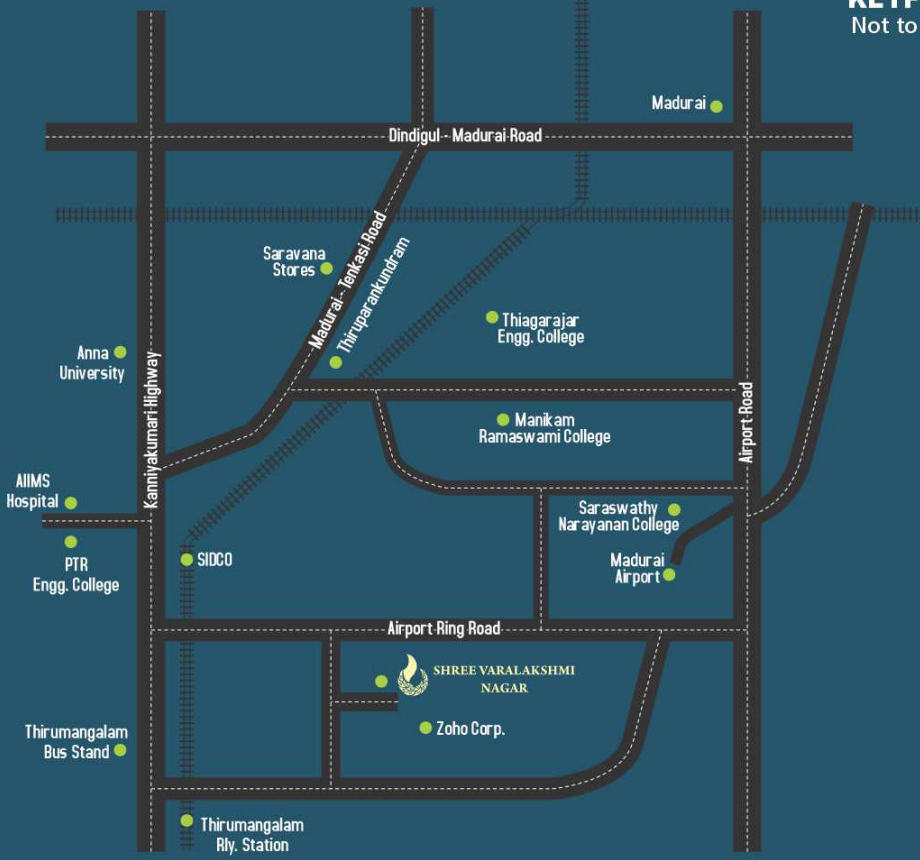 KEYP
Not to
Madurai
Dindigul - Madurai Road
Saravana
Stores
Madurai - Tenkasi Road
Thiruparankundram
Thiagarajar
Engg. College
Anna
University
Kanniyakumari Highway
Airport Road
Manikam
Ramaswami College
AIIMS
Hospital
Saraswathy
Narayanan College
PTR
Engg. College
SIDCO
Madurai
Airport
Airport Ring Road
SHREE VARALAKSHMI
NAGAR
Zoho Corp.
Thirumangalam
Bus Stand
Thirumangalam
Rly. Station